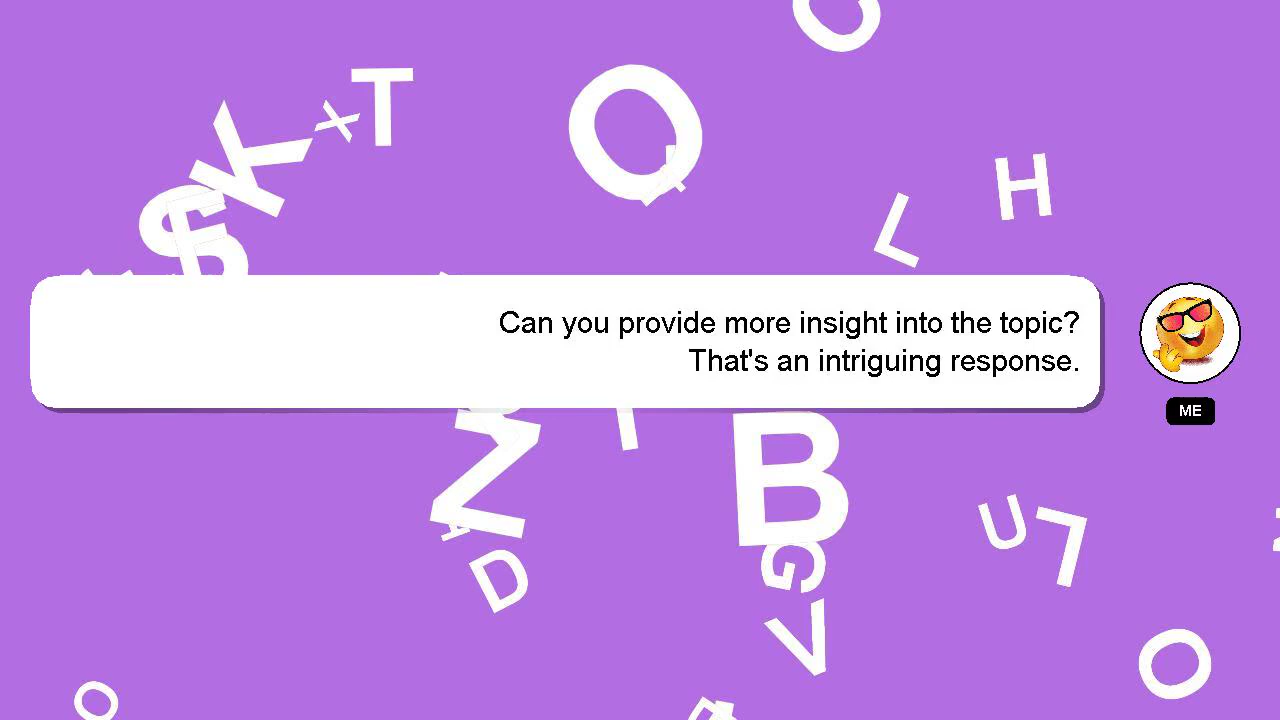 Can you provide more insight into the topic?
That's an intriguing response.
ME
O
T
X
K
O
S
L
H
Z
B
D
G
U
L
V
O
O